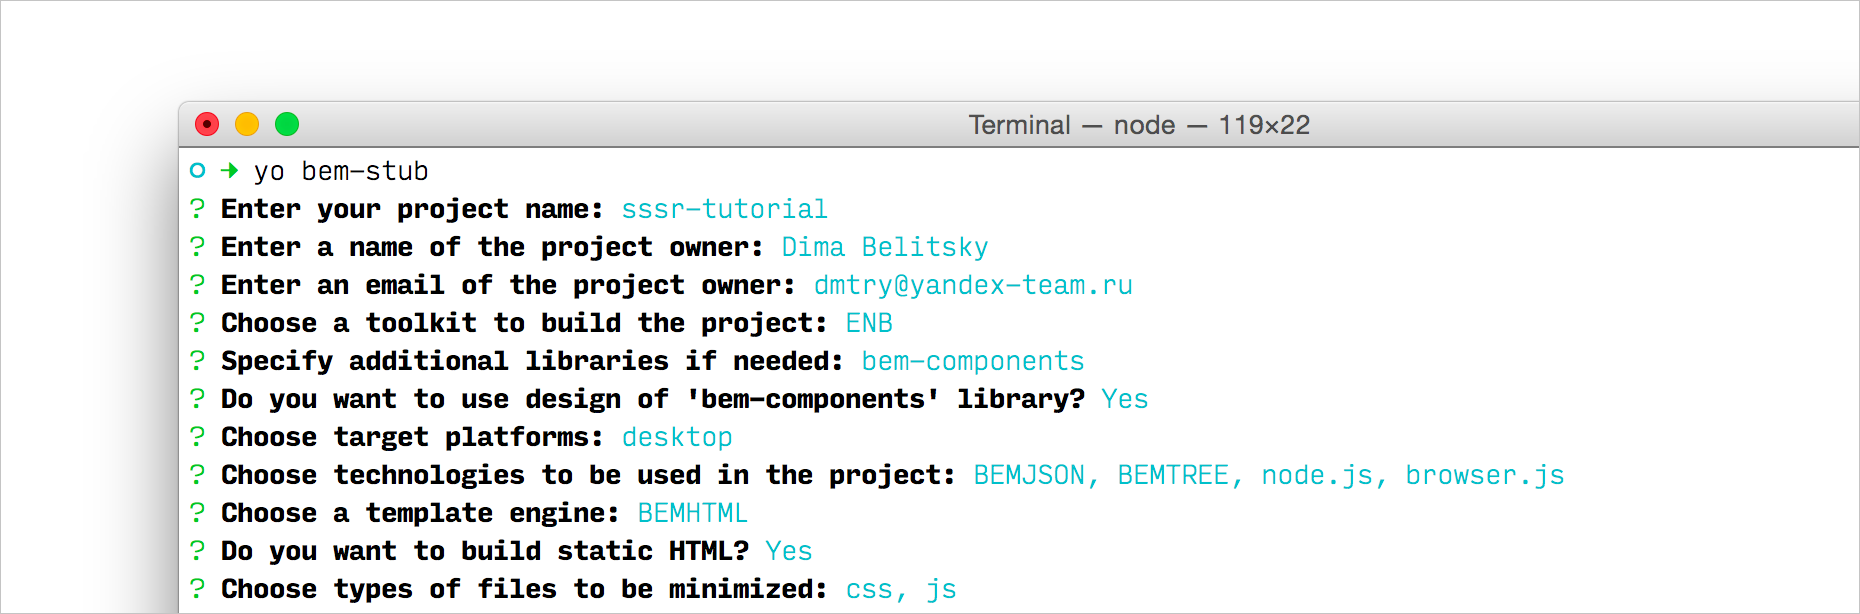 Terminal — node — 119×22
yo bem-stub
? Enter your project name: sssr-tutorial
? Enter a name of the project owner: Dima Belitsky
? Enter an email of the project owner: dmtry@yandex-team.ru
? Choose a toolkit to build the project: ENB
? Specify additional libraries if needed: bem-components
? Do you want to use design of 'bem-components' library? Yes
? Choose target platforms: desktop
? Choose technologies to be used in the project: BEMJSON, BEMTREE, node.js, browser.js
? Choose a template engine: BEMHTML
? Do you want to build static HTML? Yes
? Choose types of files to be minimized: css, js